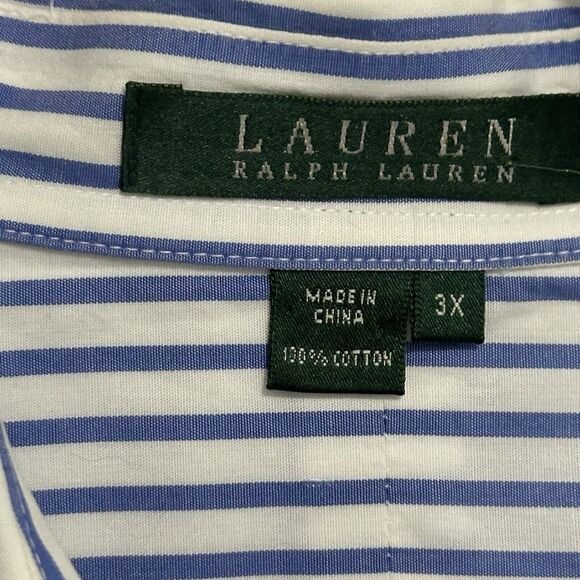 LAUREN
RALPH LAUREN
MADE IN
CHINA
3X
100% COTTON